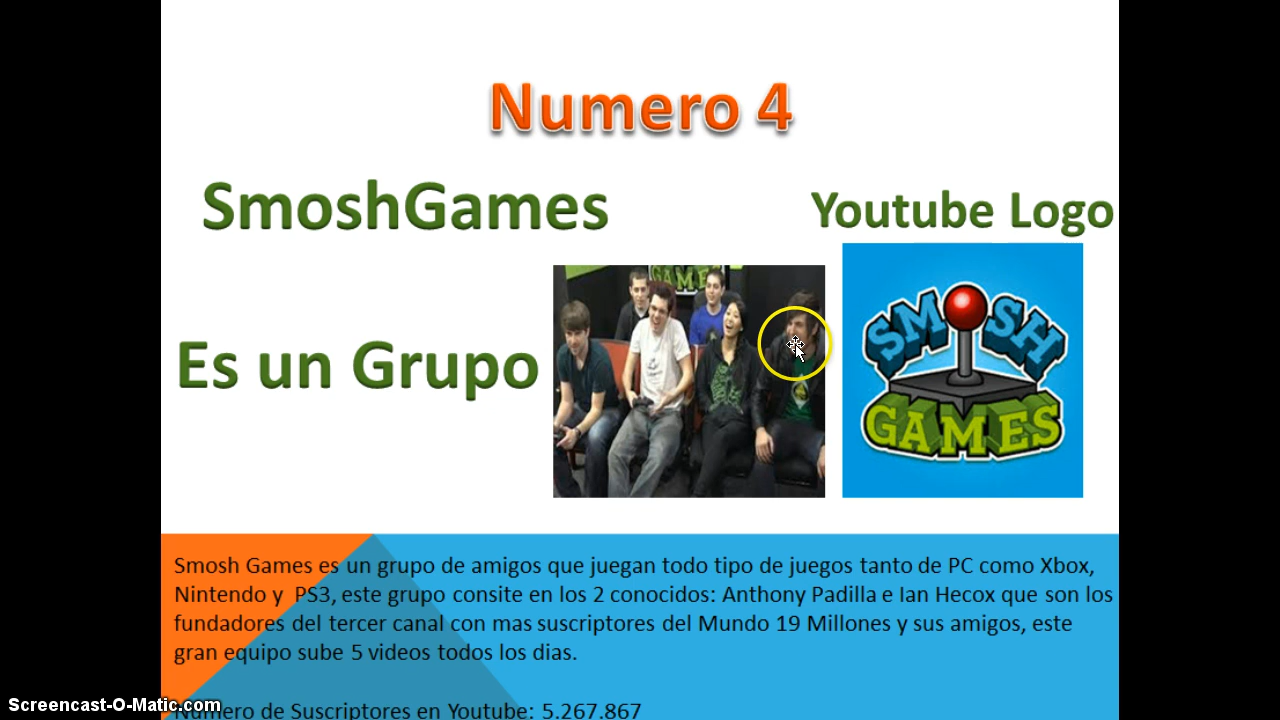 Numero 4
SmoshGames
Youtube Logo
Es un Grupo
GAMES
SMOSH
GAMES
Smosh Games es un grupo de amigos que juegan todo tipo de juegos tanto de PC como Xbox,
Nintendo y PS3, este grupo consite en los 2 conocidos: Anthony Padilla e Ian Hecox que son los
fundadores del tercer canal con mas suscriptores del Mundo 19 Millones y sus amigos, este
gran equipo sube 5 videos todos los dias.
Numero de Suscriptores en Youtube: 5.267.867
Screencast-O-Matic.com